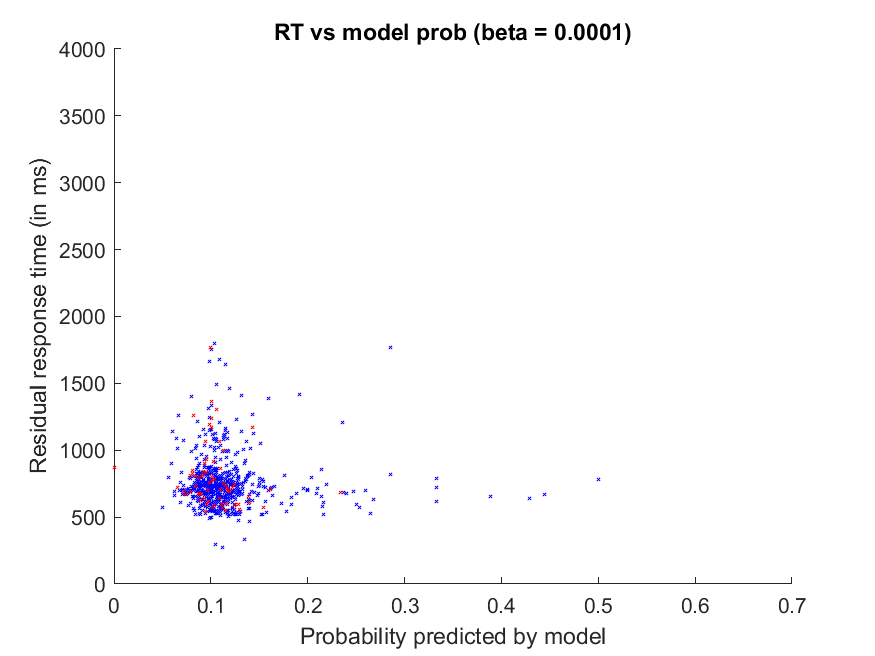 RT vs model prob (beta = 0.0001)
4000
3500
3000
2500
2000
1500
1000
500
0
Residual response time (in ms)
0 0.1 0.2 0.3 0.4 0.5 0.6 0.7
Probability predicted by model